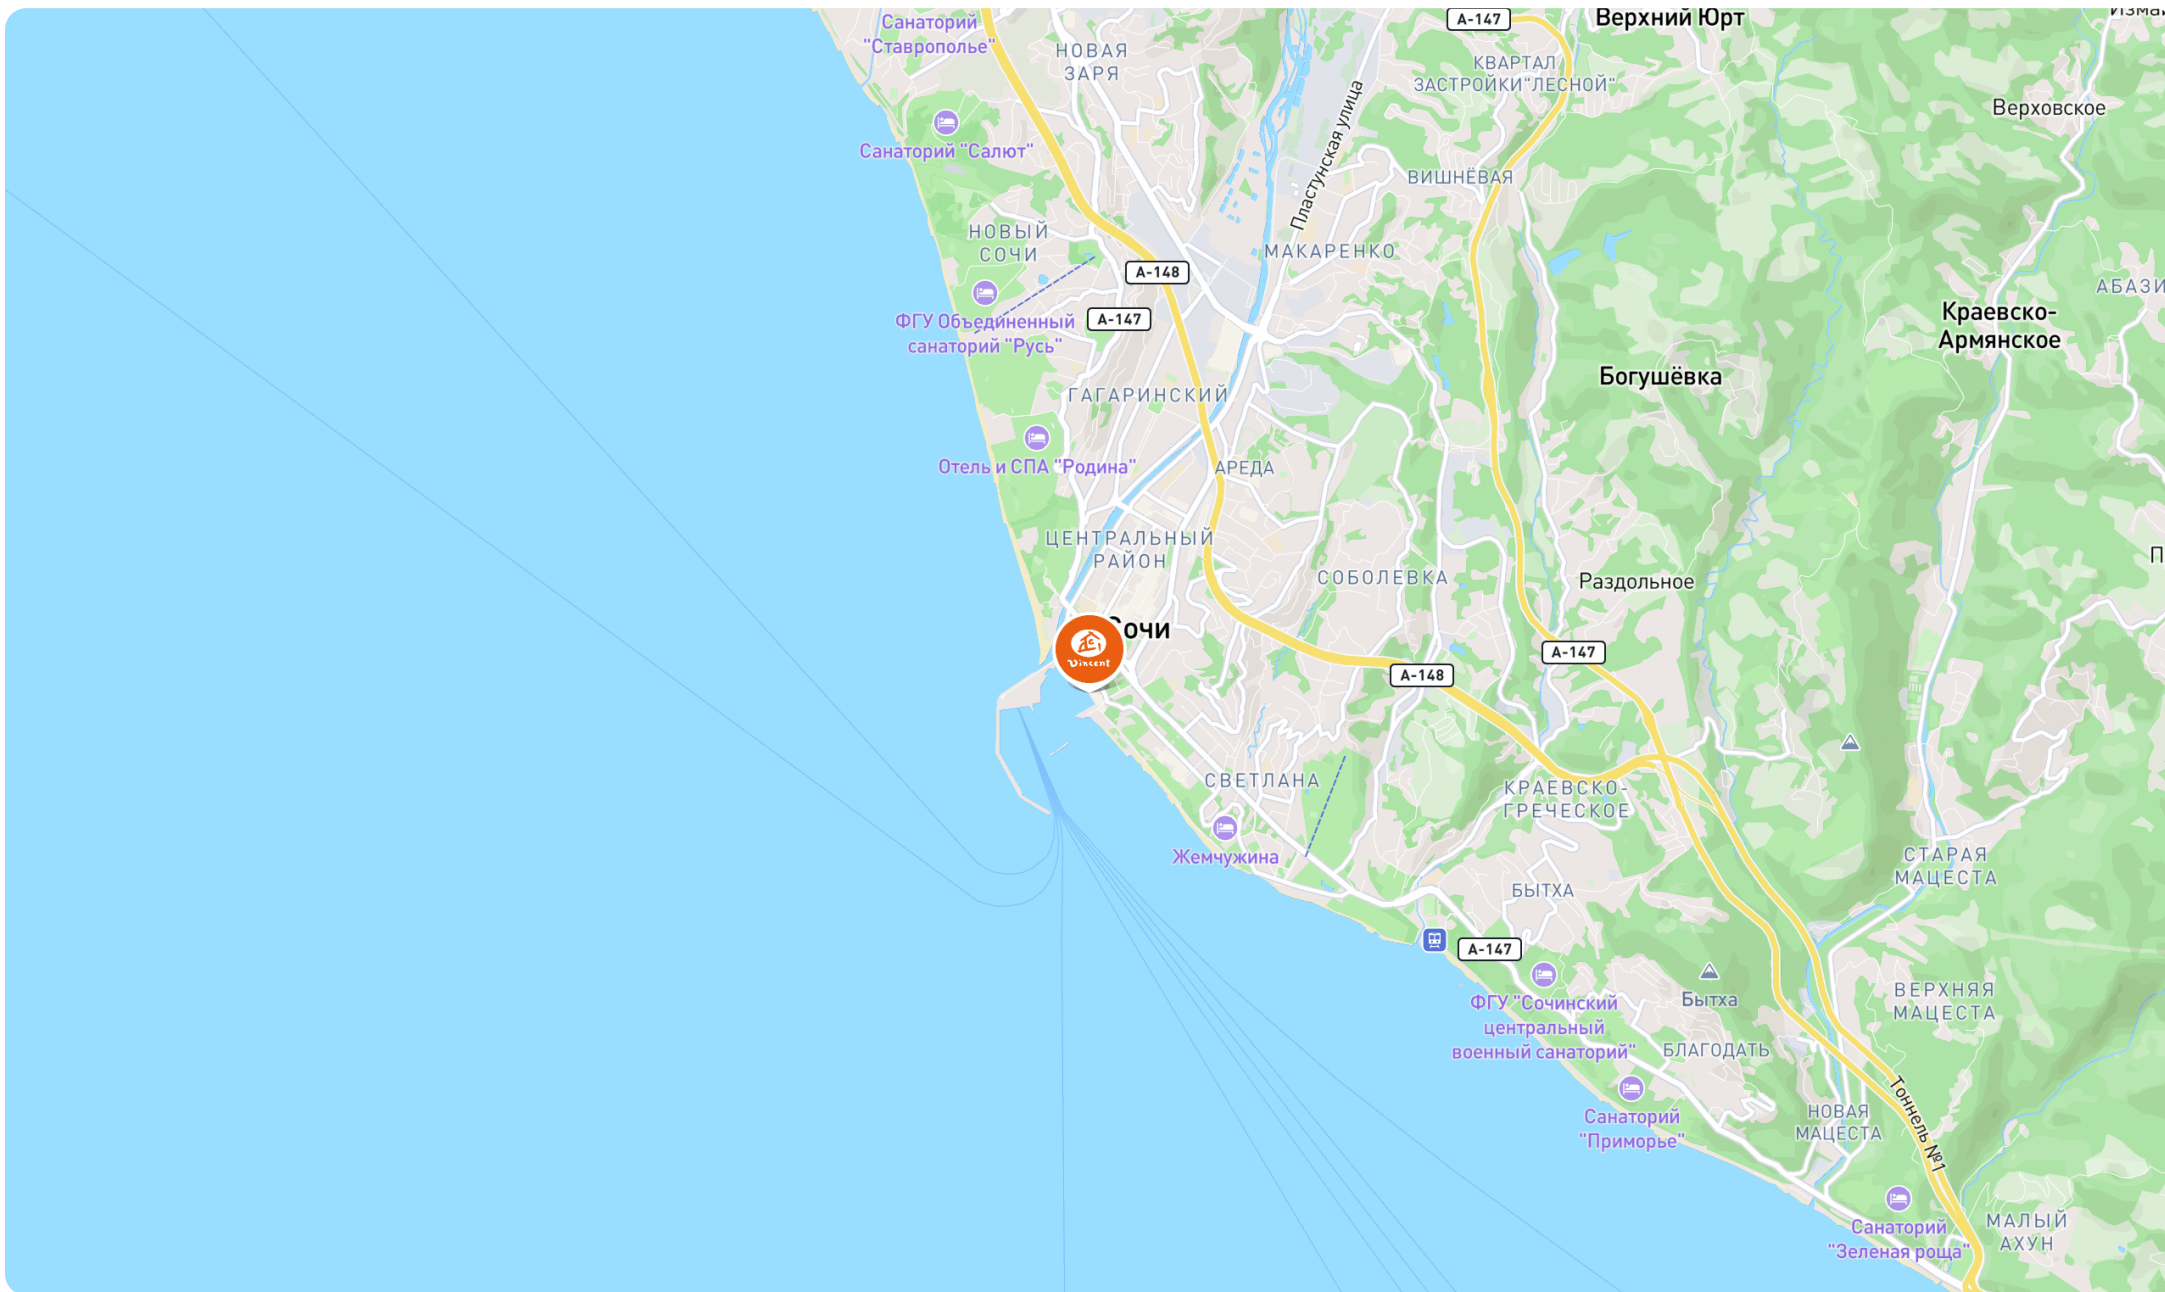 Санаторий
"Ставрополье"
НОВАЯ
ЗАРЯ
А-147
Верхний Юрт
КВАРТАЛ
ЗАСТРОЙКИ"ЛЕСНОЙ"
Верховское
Санаторий "Салют"
Пластунская улица
ВИШНЁВАЯ
НОВЫЙ
СОЧИ
МАКАРЕНКО
А-148
АБАЗИ
ФГУ Объединенный
санаторий "Русь"
А-147
Краевско-
Армянское
Богушёвка
ГАГАРИНСКИЙ
Отель и СПА "Родина"
АРЕДА
ЦЕНТРАЛЬНЫЙ
РАЙОН
П
СОБОЛЕВКА
Раздольное
Сочи
Vincent
А-147
А-148
СВЕТЛАНА
КРАЕВСКО-
ГРЕЧЕСКОЕ
Жемчужина
СТАРАЯ
МАЦЕСТА
БЫТХА
А-147
ФГУ "Сочинский
центральный
военный санаторий"
Бытха
ВЕРХНЯЯ
МАЦЕСТА
БЛАГОДАТЬ
Санаторий
"Приморье"
НОВАЯ
МАЦЕСТА
Тоннель №1
Санаторий
"Зеленая роща"
МАЛЫЙ
АХУН